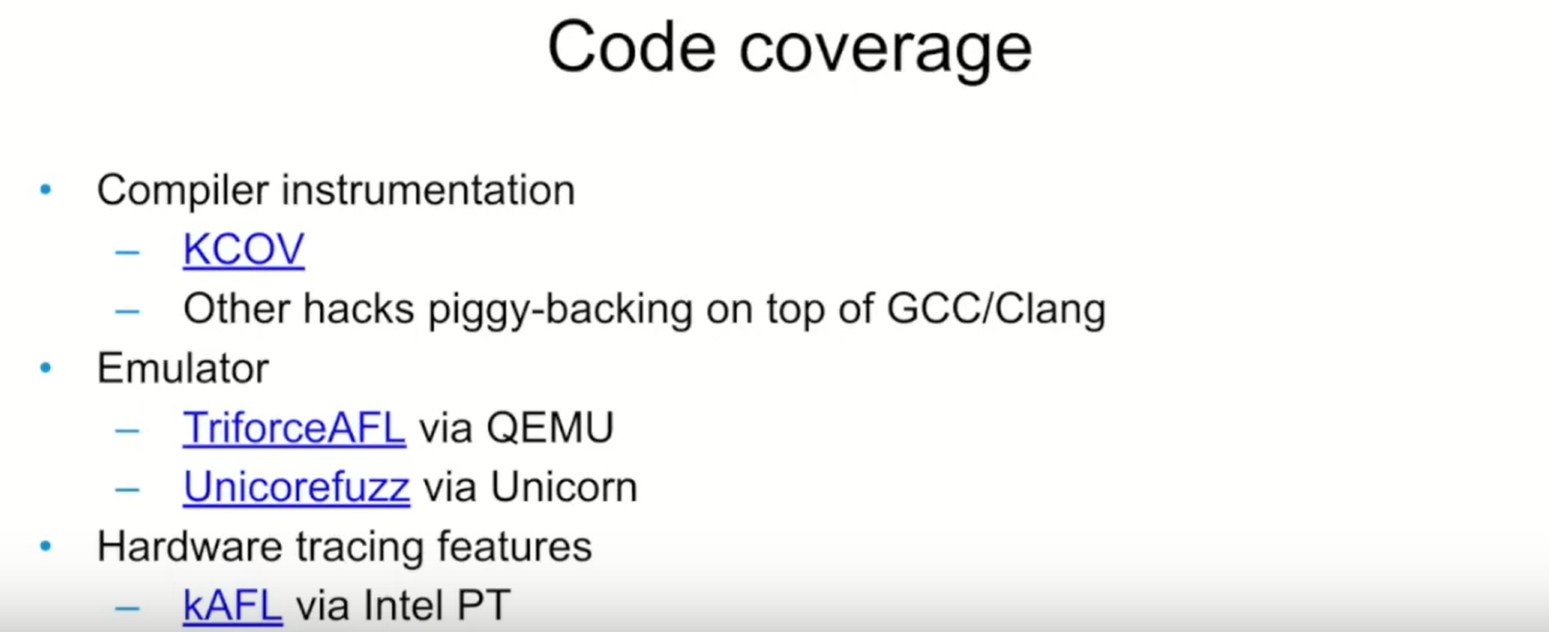 Code coverage
• Compiler instrumentation
– KCOV
– Other hacks piggy-backing on top of GCC/Clang
• Emulator
– TriforceAFL via QEMU
– Unicorefuzz via Unicorn
• Hardware tracing features
– kAFL via Intel PT